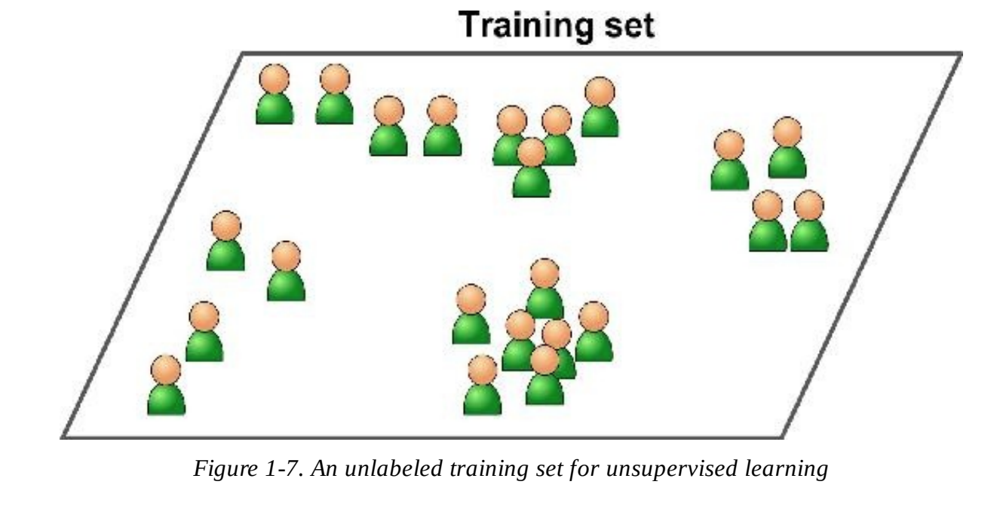 Training set
Figure 1-7. An unlabeled training set for unsupervised learning